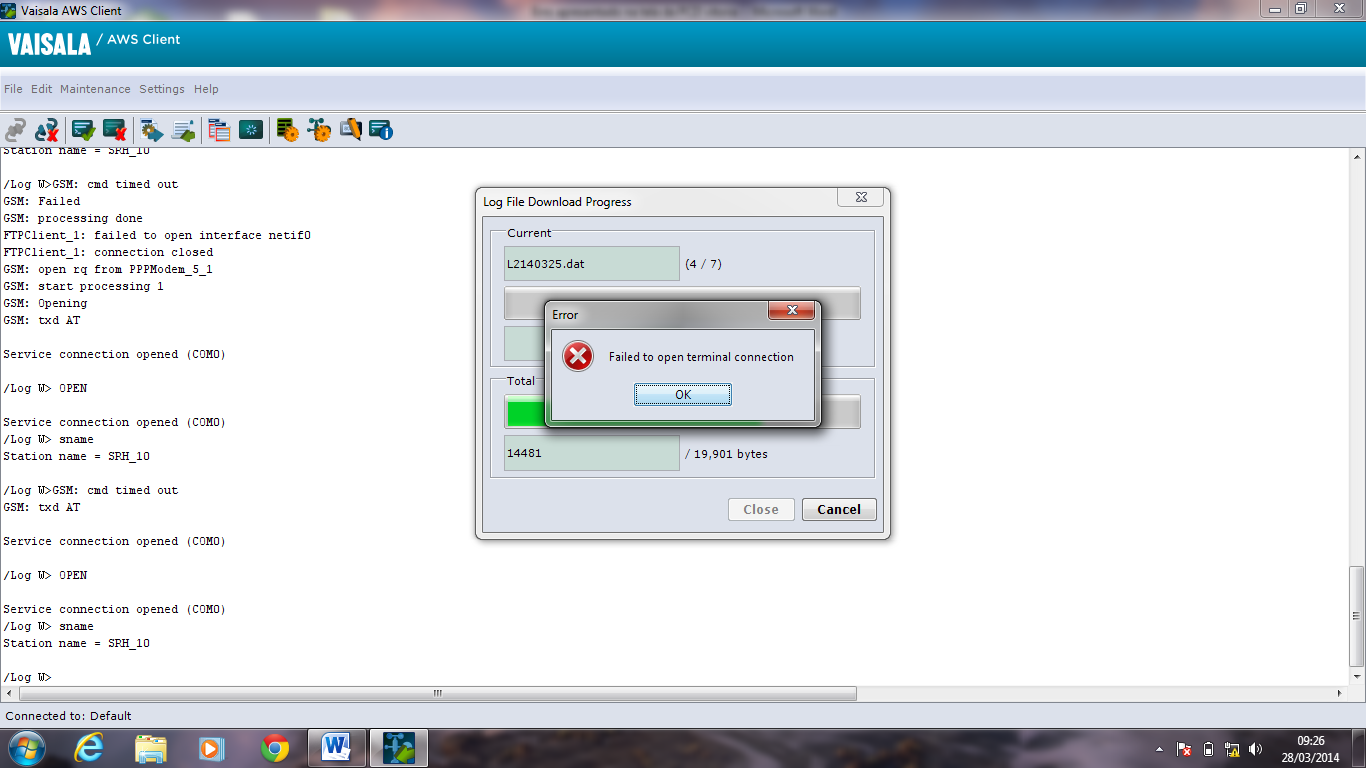 Vaisala AWS Client
VAISALA / AWS Client
File Edit Maintenance Settings Help
Station name = SRH_10
/Log W>GSM: cmd timed out
GSM: Failed
GSM: processing done
FTPClient_1: failed to open interface netif0
FTPClient_1: connection closed
GSM: open rq from PPPModem_5_1
GSM: start processing 1
GSM: Opening
GSM: txd AT
Service connection opened (COM0)
/Log W> OPEN
Service connection opened (COM0)
/Log W> sname
Station name = SRH_10
/Log W>GSM: cmd timed out
GSM: txd AT
Service connection opened (COM0)
/Log W> OPEN
Service connection opened (COM0)
/Log W> sname
Station name = SRH_10
/Log W>
Log File Download Progress
Current
L2140325.dat (4 / 7)
Error
Failed to open terminal connection
OK
Total
14481 / 19,901 bytes
Close Cancel
Connected to: Default
09:26
28/03/2014